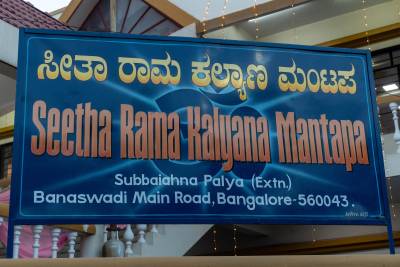 ಸೀತಾ ರಾಮ ಕಲ್ಯಾಣ ಮಂಟಪ
Seetha Rama Kalyana Mantapa
Subbaiahna Palya (Extn.)
Banaswadi Main Road, Bangalore-560043.